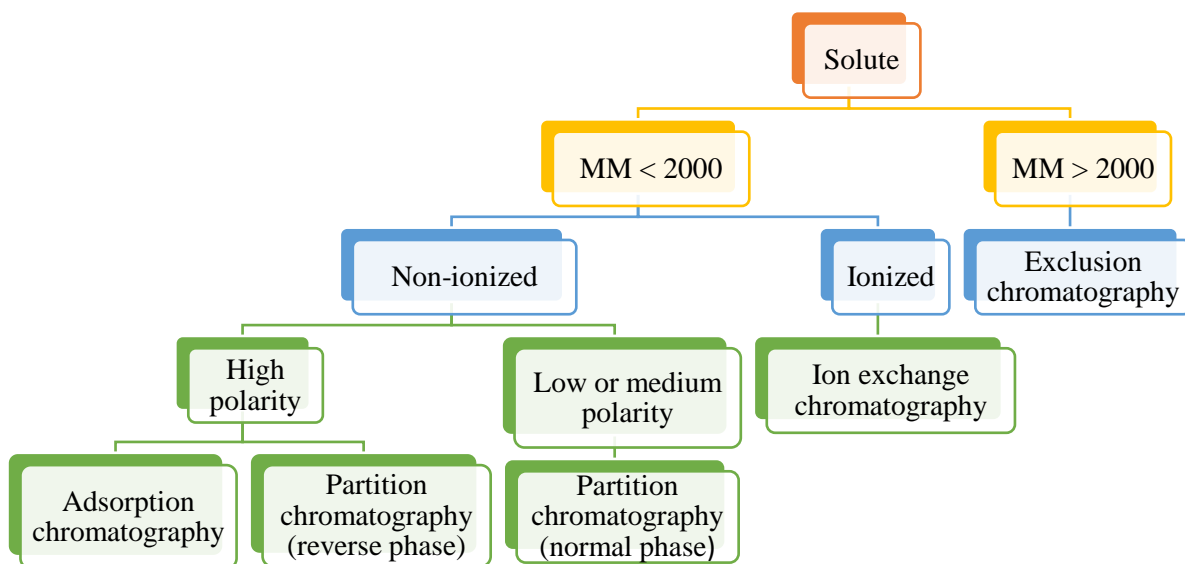 Solute
MM < 2000
MM > 2000
Non-ionized
Ionized
Exclusion
chromatography
High
polarity
Low or medium
polarity
Ion exchange
chromatography
Adsorption
chromatography
Partition
chromatography
(reverse phase)
Partition
chromatography
(normal phase)